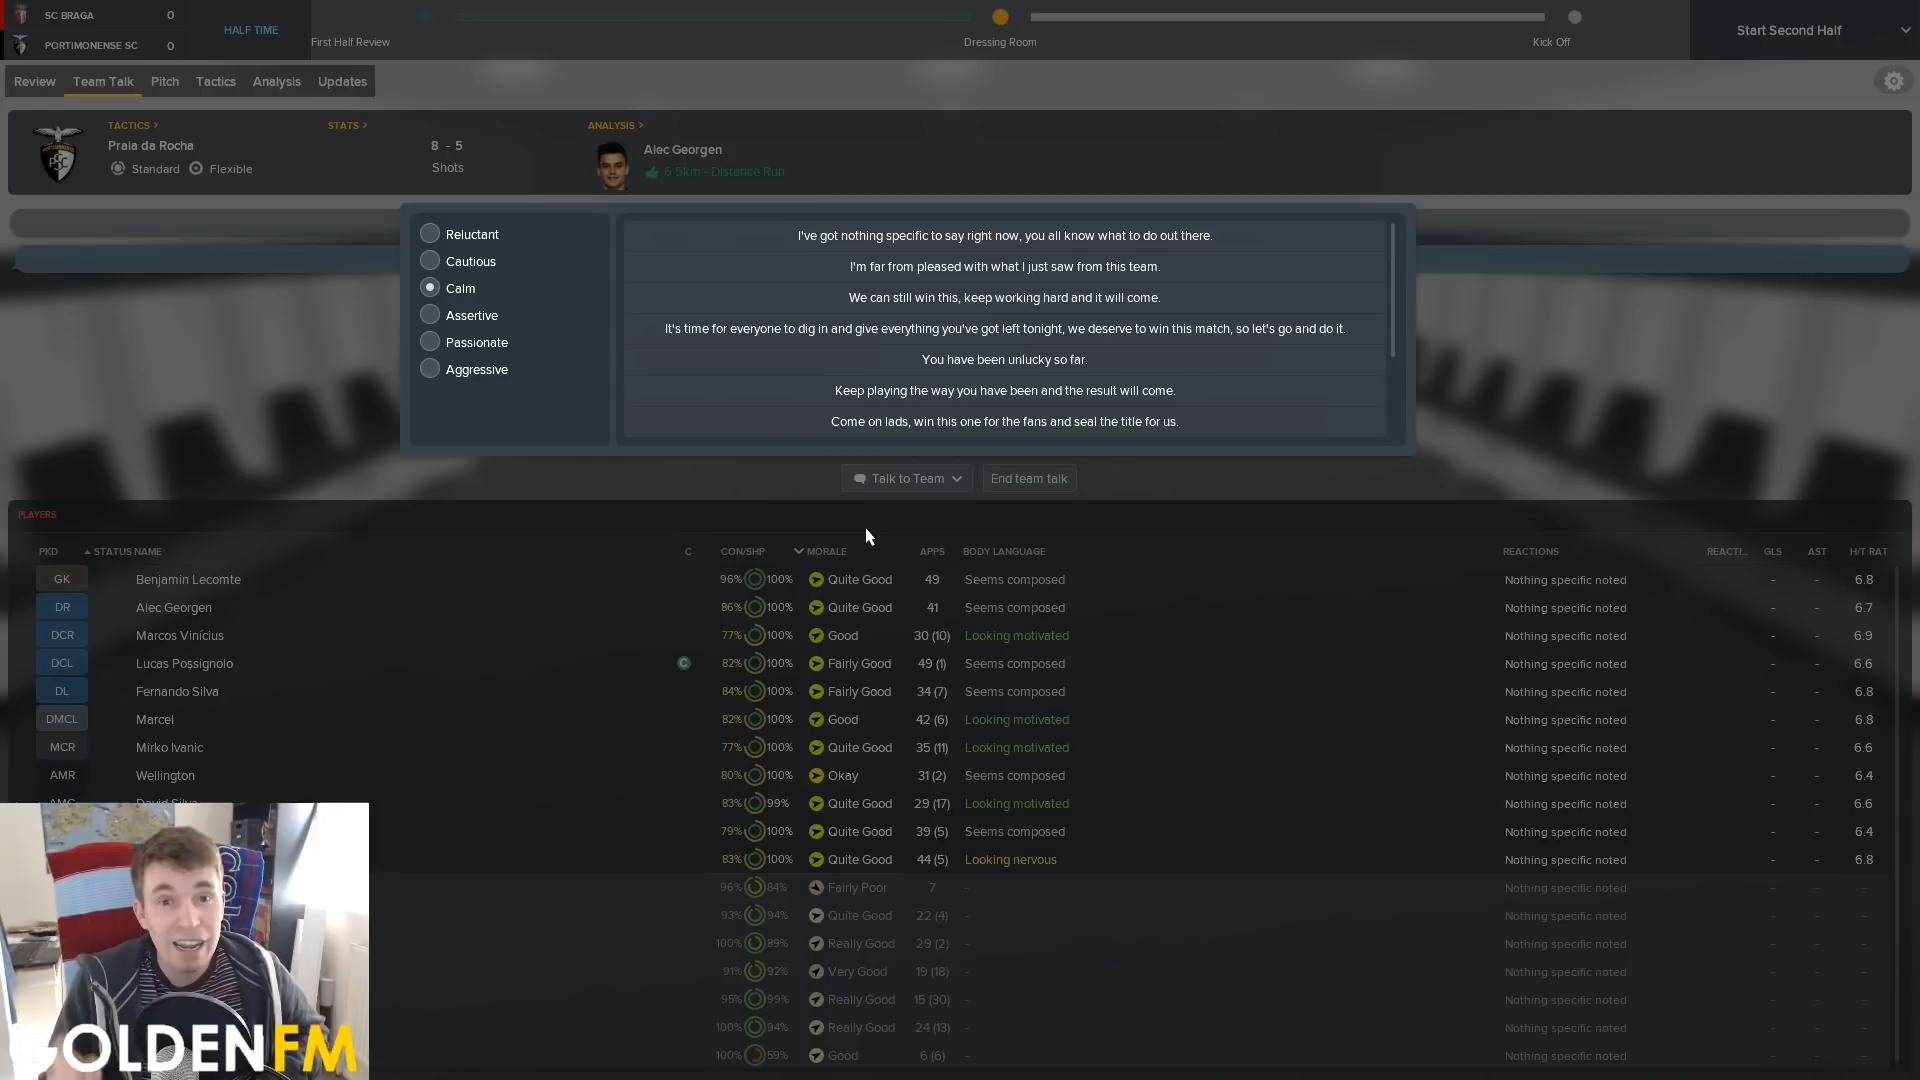 SC BRAGA 0
PORTIMONENSE SC 0
HALF TIME
First Half Review
Dressing Room
Kick Off
Start Second Half
Review Team Talk Pitch Tactics Analysis Updates
TACTICS >
Praia da Rocha
Standard Flexible
STATS >
8 - 5
Shots
ANALYSIS >
Alec Georgen
6.5km - Distance Run
Reluctant
Cautious
Calm
Assertive
Passionate
Aggressive
I've got nothing specific to say right now, you all know what to do out there.
I'm far from pleased with what I just saw from this team.
We can still win this, keep working hard and it will come.
It's time for everyone to dig in and give everything you've got left tonight, we deserve to win this match, so let's go and do it.
You have been unlucky so far.
Keep playing the way you have been and the result will come.
Come on lads, win this one for the fans and seal the title for us.
Talk to Team End team talk
PLAYERS
PKD STATUS NAME C CON/SHP MORALE APPS BODY LANGUAGE REACTIONS REACTI... GLS AST H/T RAT
GK Benjamin Lecomte 96% 100% Quite Good 49 Seems composed Nothing specific noted - - 6.8
DR Alec Georgen 86% 100% Quite Good 41 Seems composed Nothing specific noted - - 6.7
DCR Marcos Vinícius 77% 100% Good 30 (10) Looking motivated Nothing specific noted - - 6.9
DCL Lucas Possignolo C 82% 100% Fairly Good 49 (1) Seems composed Nothing specific noted - - 6.6
DL Fernando Silva 84% 100% Fairly Good 34 (7) Seems composed Nothing specific noted - - 6.8
DMCL Marcel 82% 100% Good 42 (6) Looking motivated Nothing specific noted - - 6.8
MCR Mirko Ivanic 77% 100% Quite Good 35 (11) Looking motivated Nothing specific noted - - 6.6
AMR Wellington 80% 100% Okay 31 (2) Seems composed Nothing specific noted - - 6.4
AMC David Silva 83% 99% Quite Good 29 (17) Looking motivated Nothing specific noted - - 6.6
79% 100% Quite Good 39 (5) Seems composed Nothing specific noted - - 6.4
83% 100% Quite Good 44 (5) Looking nervous Nothing specific noted - - 6.8
96% 84% Fairly Poor 7 - Nothing specific noted - - -
93% 94% Quite Good 22 (4) - Nothing specific noted - - -
100% 89% Really Good 29 (2) - Nothing specific noted - - -
91% 92% Very Good 19 (18) - Nothing specific noted - - -
95% 99% Really Good 15 (30) - Nothing specific noted - - -
100% 94% Really Good 24 (13) - Nothing specific noted - - -
100% 59% Good 6 (6) - Nothing specific noted - - -
GOLDENFM